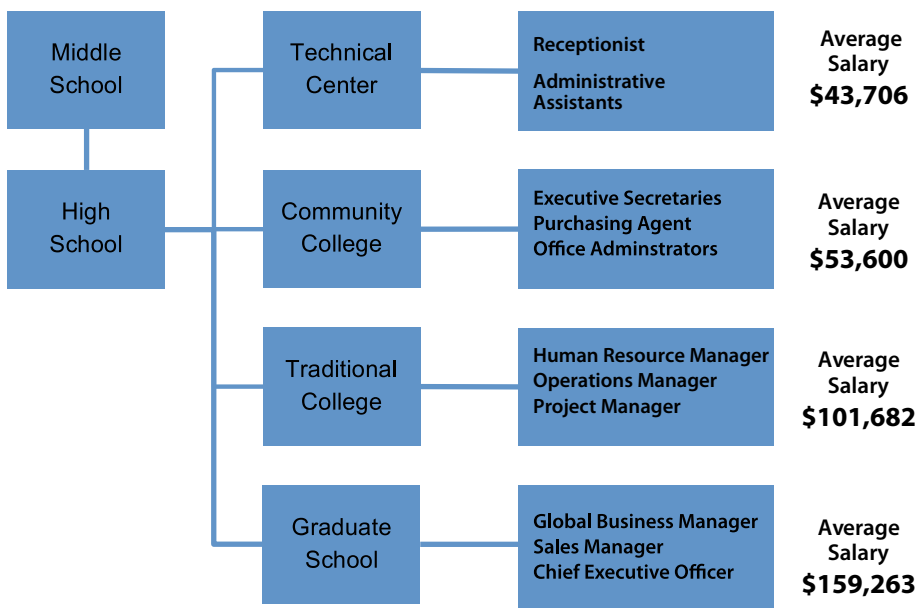 Middle
School
High
School
Technical
Center
Receptionist
Administrative
Assistants
Average
Salary
$43,706
Community
College
Executive Secretaries
Purchasing Agent
Office Adminstrators
Average
Salary
$53,600
Traditional
College
Human Resource Manager
Operations Manager
Project Manager
Average
Salary
$101,682
Graduate
School
Global Business Manager
Sales Manager
Chief Executive Officer
Average
Salary
$159,263